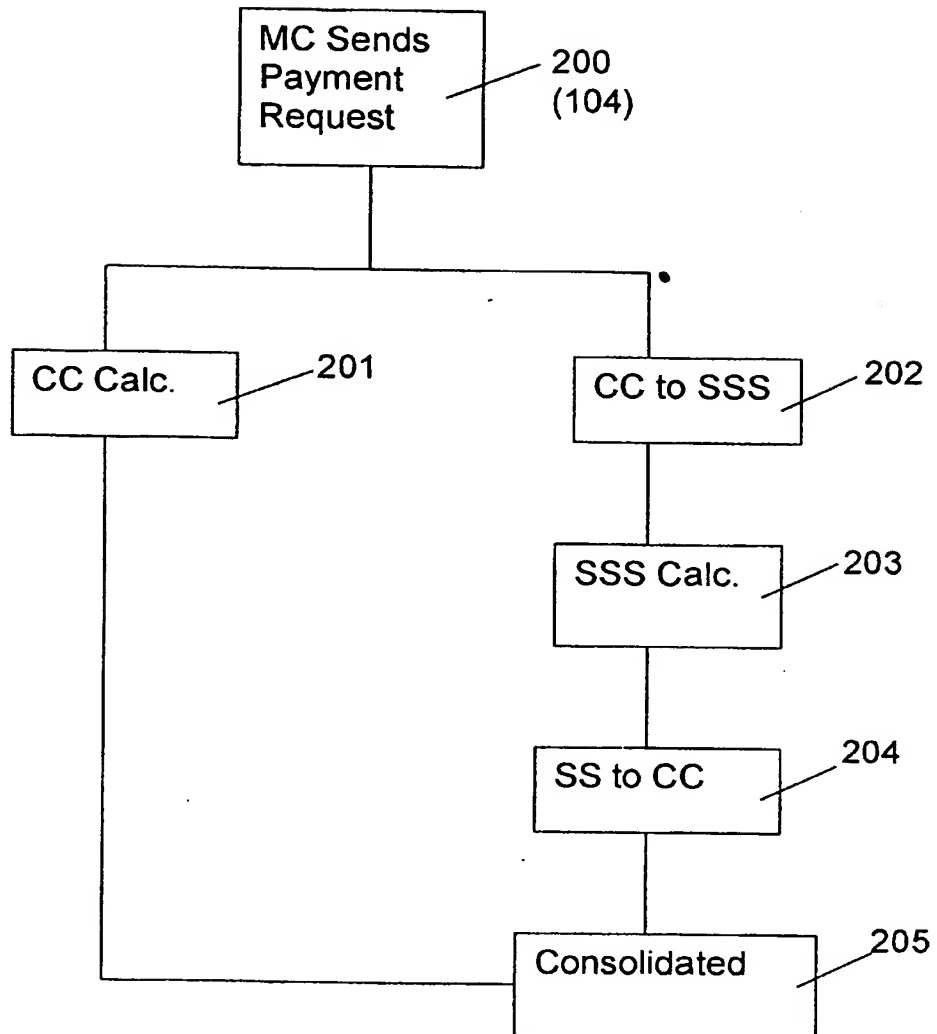 MC Sends
Payment
Request
200
(104)
CC Calc.
201
CC to SSS
202
SSS Calc.
203
SS to CC
204
Consolidated
205